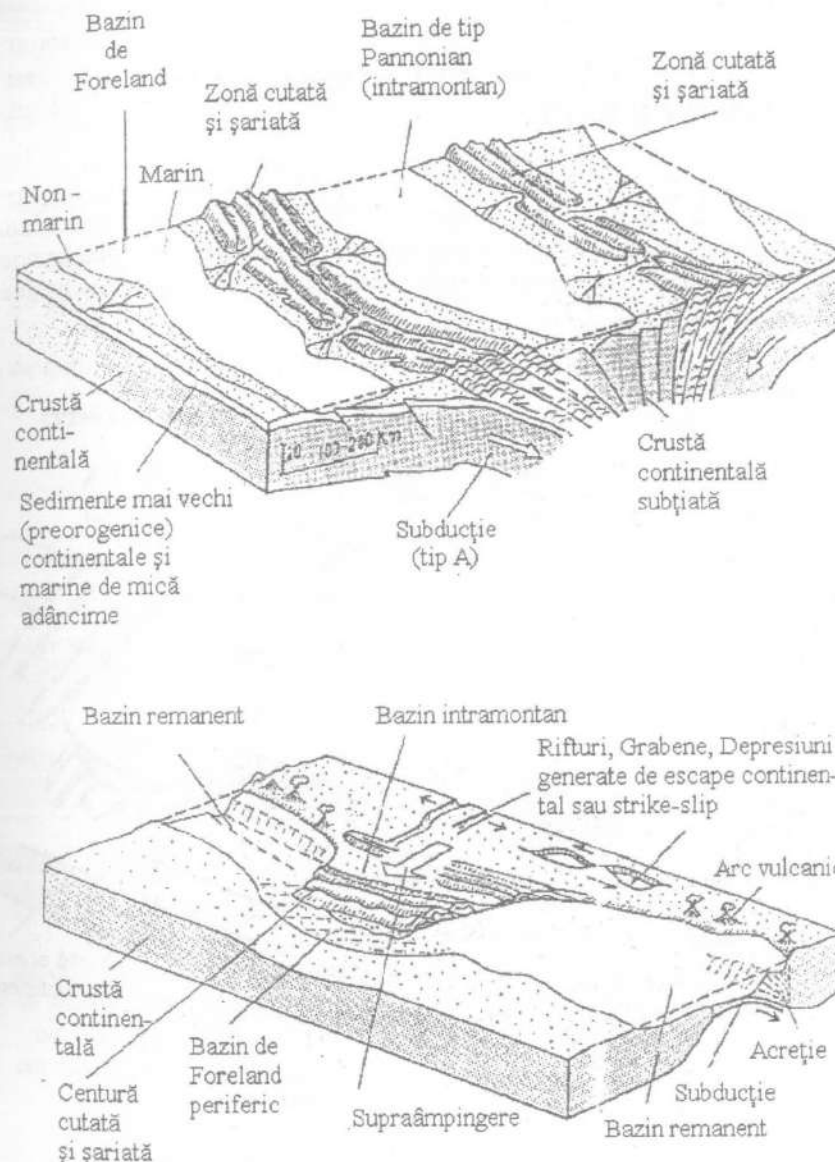 Bazin
de
Foreland
Bazin de tip
Pannonian
(intramontan)
Zonă cutată
și șariată
Zonă cutată
și șariată
Marin
Non-
marin
Crustă
conti-
nentală
Sedimente mai vechi
(preorogenice)
continentale și
marine de mică
adâncime
Subducție
(tip A)
Crustă
continentală
subțiată
Bazin remanent
Bazin intramontan
Rifturi, Grabene, Depresiuni
generate de escape continen-
tal sau strike-slip
Arc vulcanic
Crustă
continen-
tală
Centură
cutată
și șariată
Bazin de
Foreland
periferic
Supraâmpingere
Acreție
Subducție
Bazin remanent